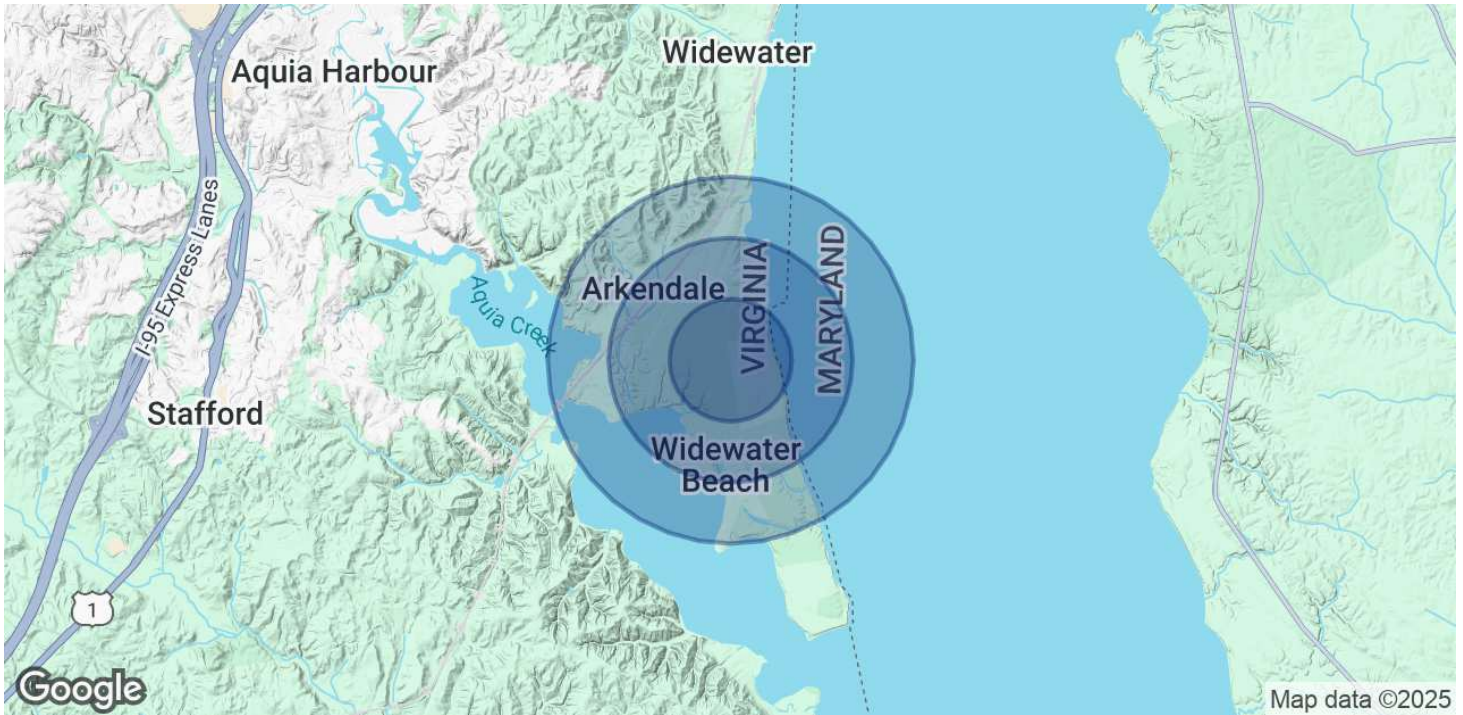 Widewater
Aquia Harbour
I-95 Express Lanes
Arkendale
VIRGINIA
MARYLAND
Aquia Creek
Stafford
Widewater
Beach
1
Google
Map data ©2025